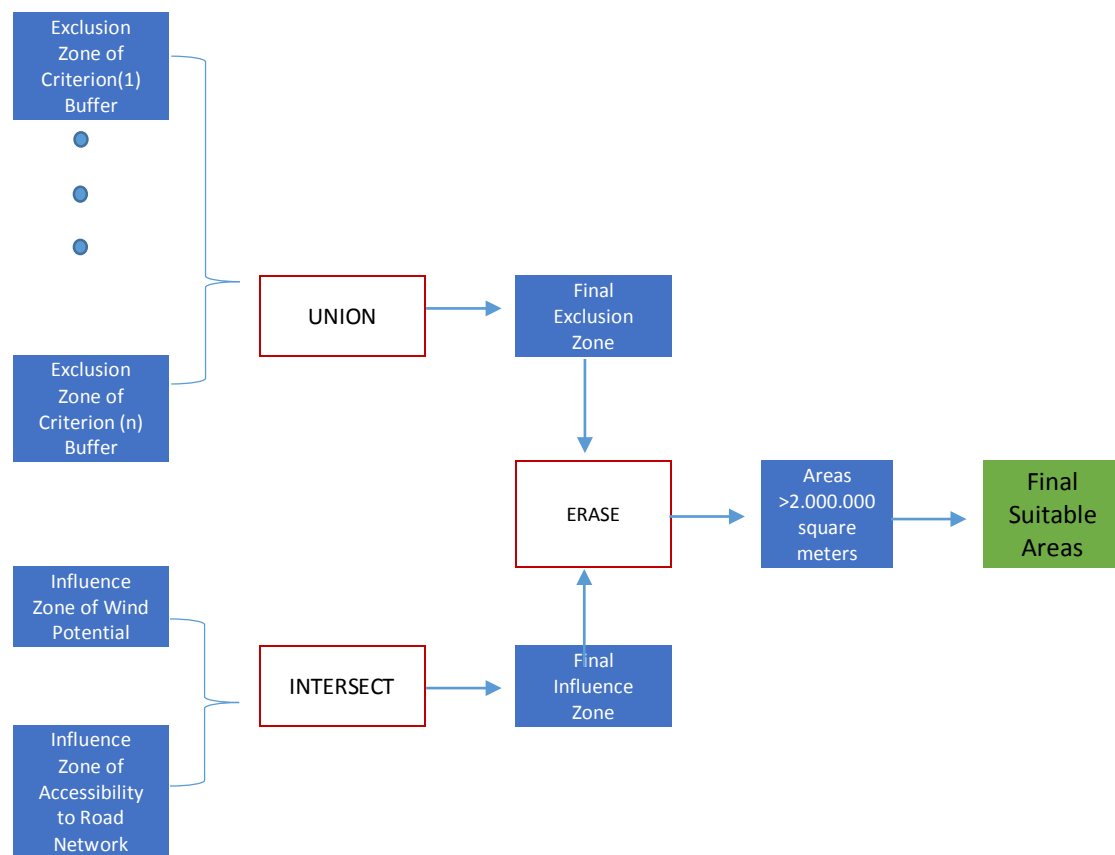 Exclusion
Zone of
Criterion(1)
Buffer
UNION
Final
Exclusion
Zone
Exclusion
Zone of
Criterion (n)
Buffer
ERASE
Areas
>2.000.000
square
meters
Final
Suitable
Areas
Influence
Zone of Wind
Potential
INTERSECT
Final
Influence
Zone
Influence
Zone of
Accessibility
to Road
Network